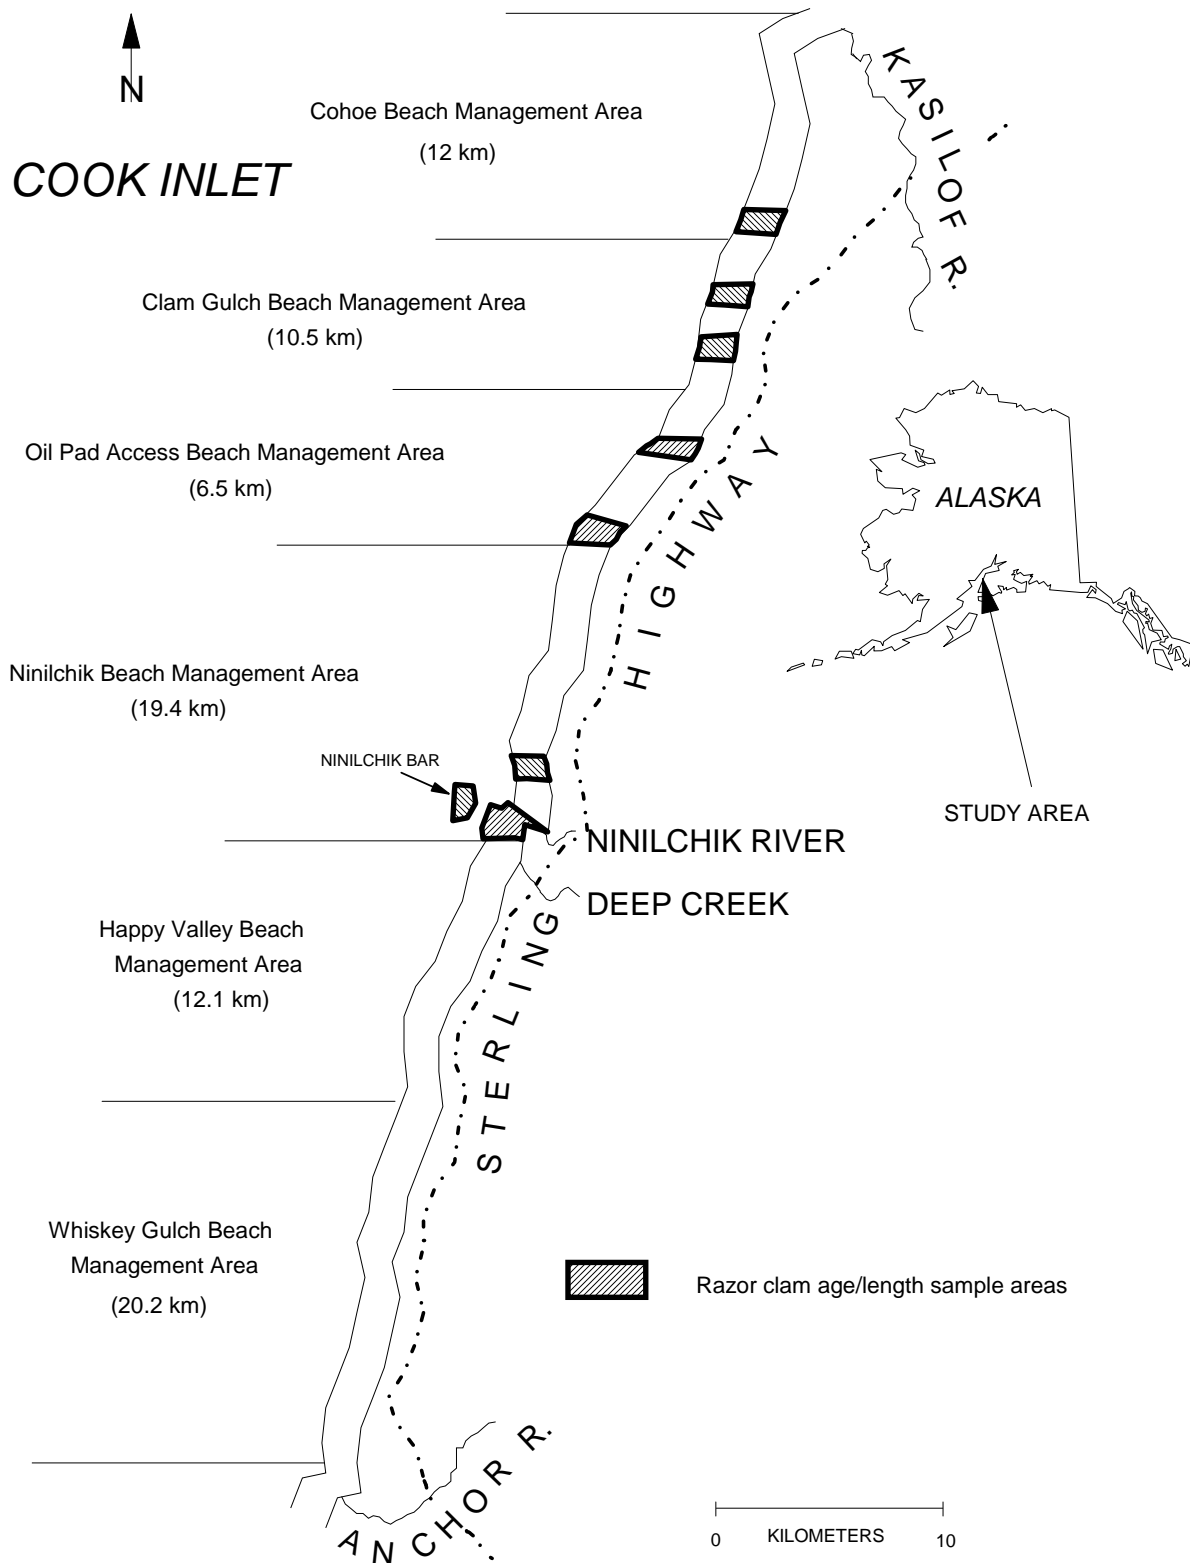 N
COOK INLET
Cohoe Beach Management Area
(12 km)
KASILOF R.
Clam Gulch Beach Management Area
(10.5 km)
Oil Pad Access Beach Management Area
(6.5 km)
ALASKA
STUDY AREA
Ninilchik Beach Management Area
(19.4 km)
NINILCHIK BAR
NINILCHIK RIVER
DEEP CREEK
STERLING HIGHWAY
Happy Valley Beach
Management Area
(12.1 km)
Whiskey Gulch Beach
Management Area
(20.2 km)
Razor clam age/length sample areas
ANCHOR R.
0 KILOMETERS 10